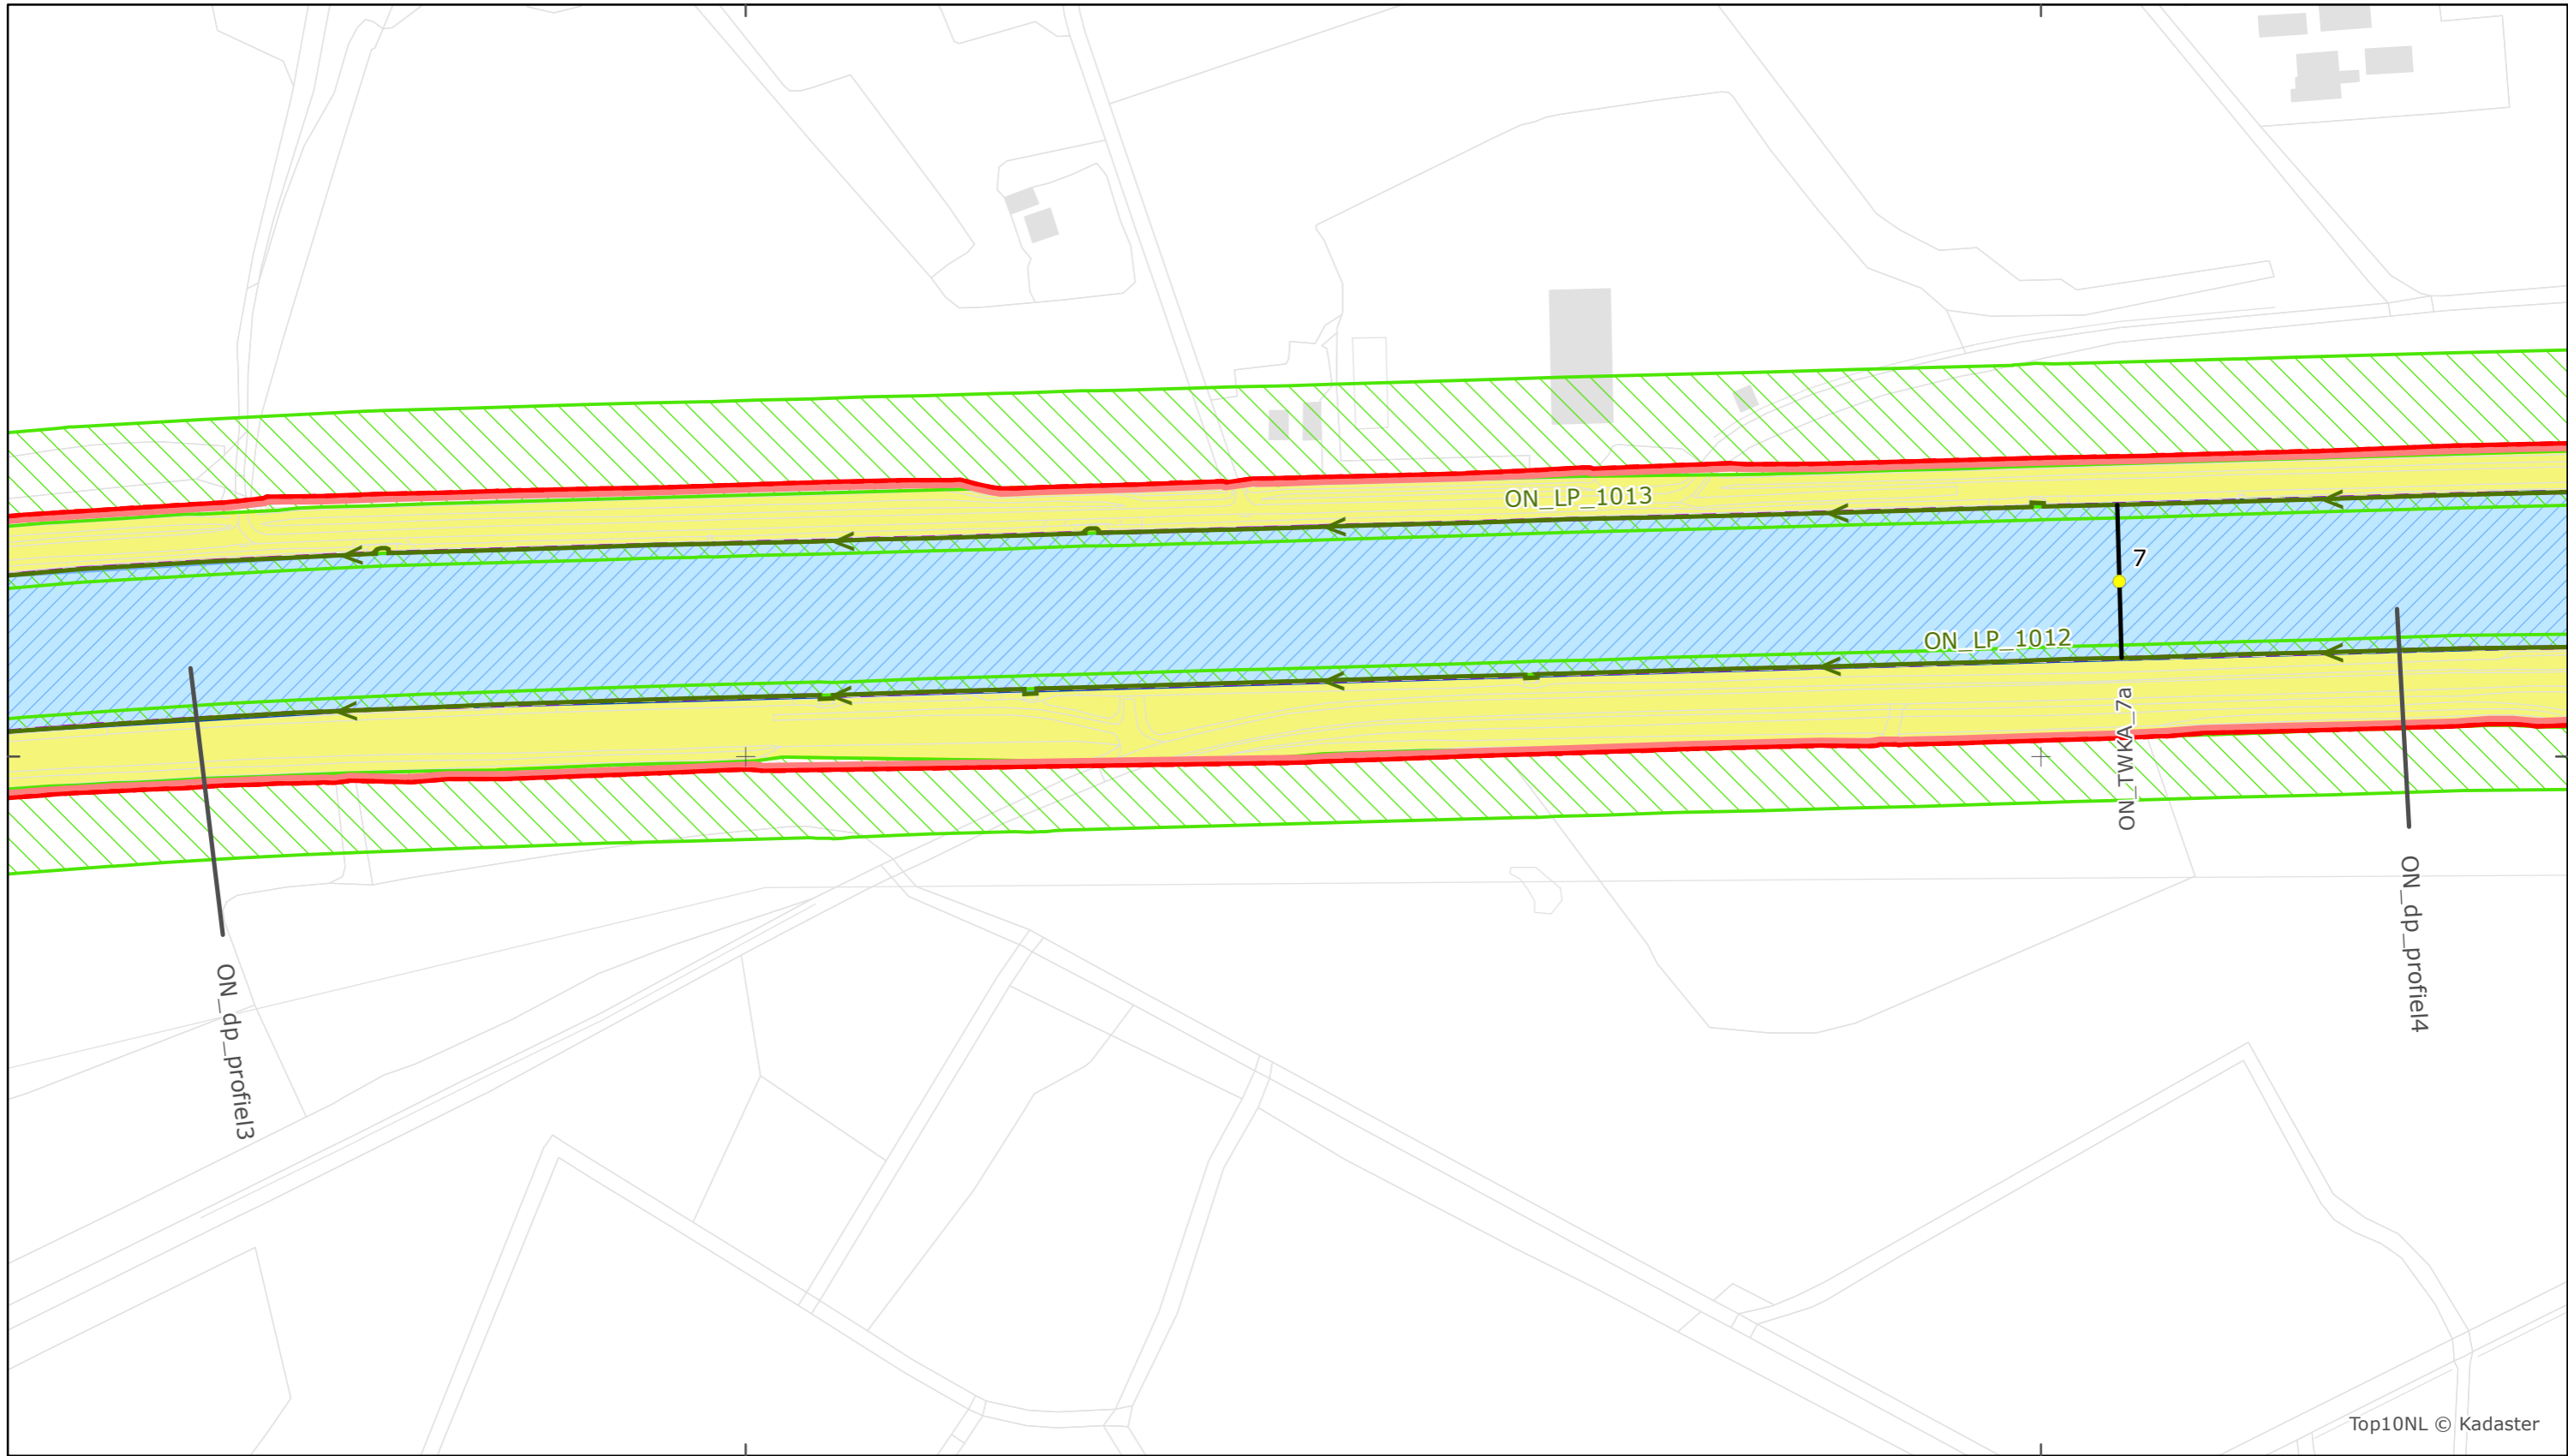 ON_LP_1013
7
ON_LP_1012
ON_TWKA_7a
ON_dp_profiel4
ON_dp_profiel3
Top10NL © Kadaster